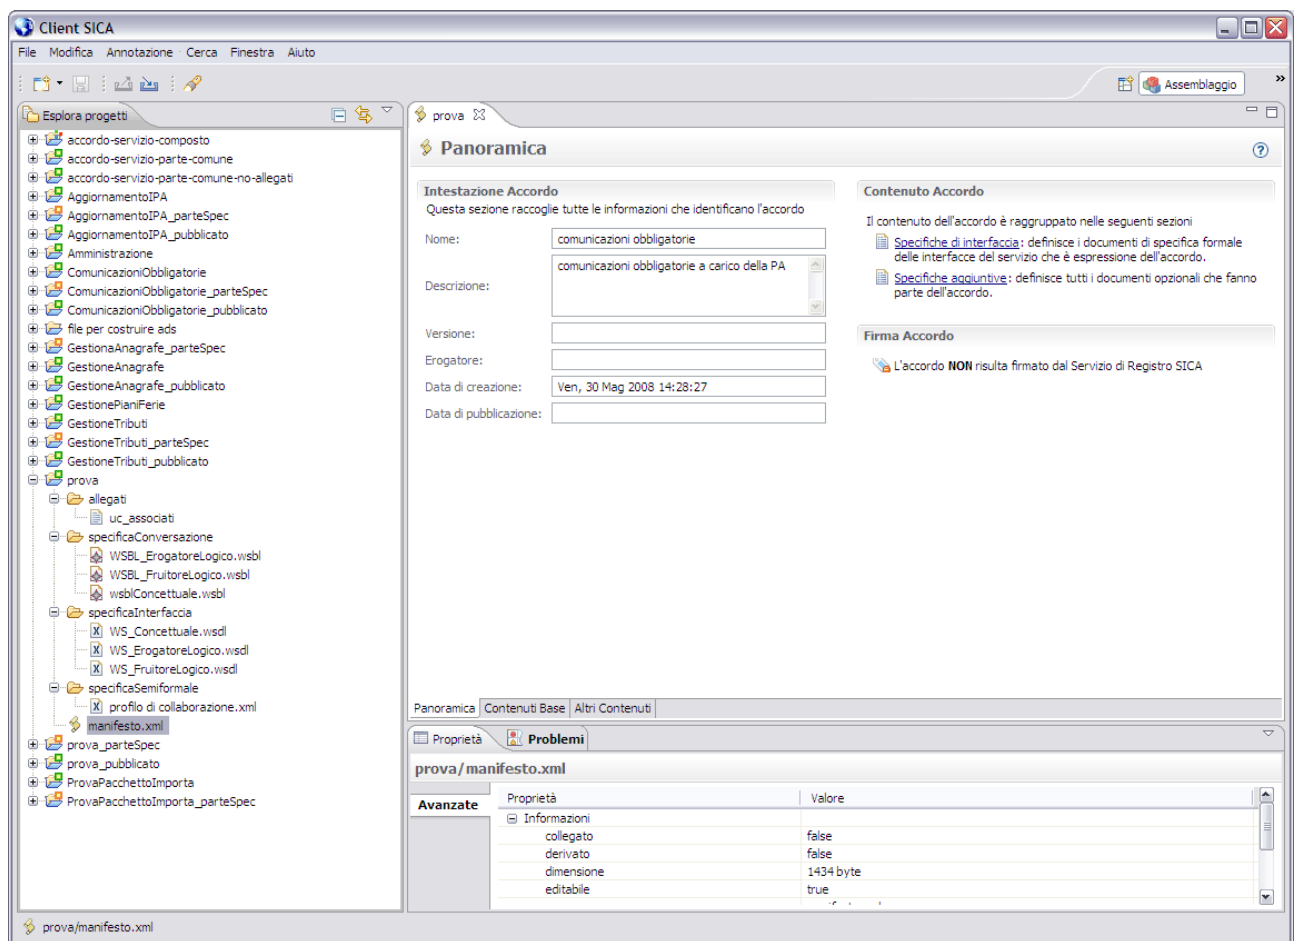 Client SICA
File Modifica Annotazione Cerca Finestra Aiuto
Assemblaggio
Esplora progetti
accordo-servizio-composto
accordo-servizio-parte-comune
accordo-servizio-parte-comune-no-allegati
AggiornamentoIPA
AggiornamentoIPA_parteSpec
AggiornamentoIPA_pubblicato
Amministrazione
ComunicazioniObbligatorie
ComunicazioniObbligatorie_parteSpec
ComunicazioniObbligatorie_pubblicato
file per costruire ads
GestionaAnagrafe_parteSpec
GestioneAnagrafe
GestioneAnagrafe_pubblicato
GestionePianiFerie
GestioneTributi
GestioneTributi_parteSpec
GestioneTributi_pubblicato
prova
allegati
uc_associati
specificaConversazione
WSBL_ErogatoreLogico.wsbl
WSBL_FruitoreLogico.wsbl
wsblConcettuale.wsbl
specificaInterfaccia
WS_Concettuale.wsdl
WS_ErogatoreLogico.wsdl
WS_FruitoreLogico.wsdl
specificaSemiformale
profilo di collaborazione.xml
manifesto.xml
prova_parteSpec
prova_pubblicato
ProvaPacchettoImporta
ProvaPacchettoImporta_parteSpec
prova
Panoramica
Intestazione Accordo
Questa sezione raccoglie tutte le informazioni che identificano l'accordo
Nome: comunicazioni obbligatorie
Descrizione: comunicazioni obbligatorie a carico della PA
Versione:
Erogatore:
Data di creazione: Ven, 30 Mag 2008 14:28:27
Data di pubblicazione:
Contenuto Accordo
Il contenuto dell'accordo è raggruppato nelle seguenti sezioni
Specifiche di interfaccia: definisce i documenti di specifica formale
delle interfacce del servizio che è espressione dell'accordo.
Specifiche aggiuntive: definisce tutti i documenti opzionali che fanno
parte dell'accordo.
Firma Accordo
L'accordo NON risulta firmato dal Servizio di Registro SICA
Panoramica Contenuti Base Altri Contenuti
Proprietà Problemi
prova/manifesto.xml
Avanzate
Proprietà Valore
Informazioni
collegato false
derivato false
dimensione 1434 byte
editabile true
prova/manifesto.xml